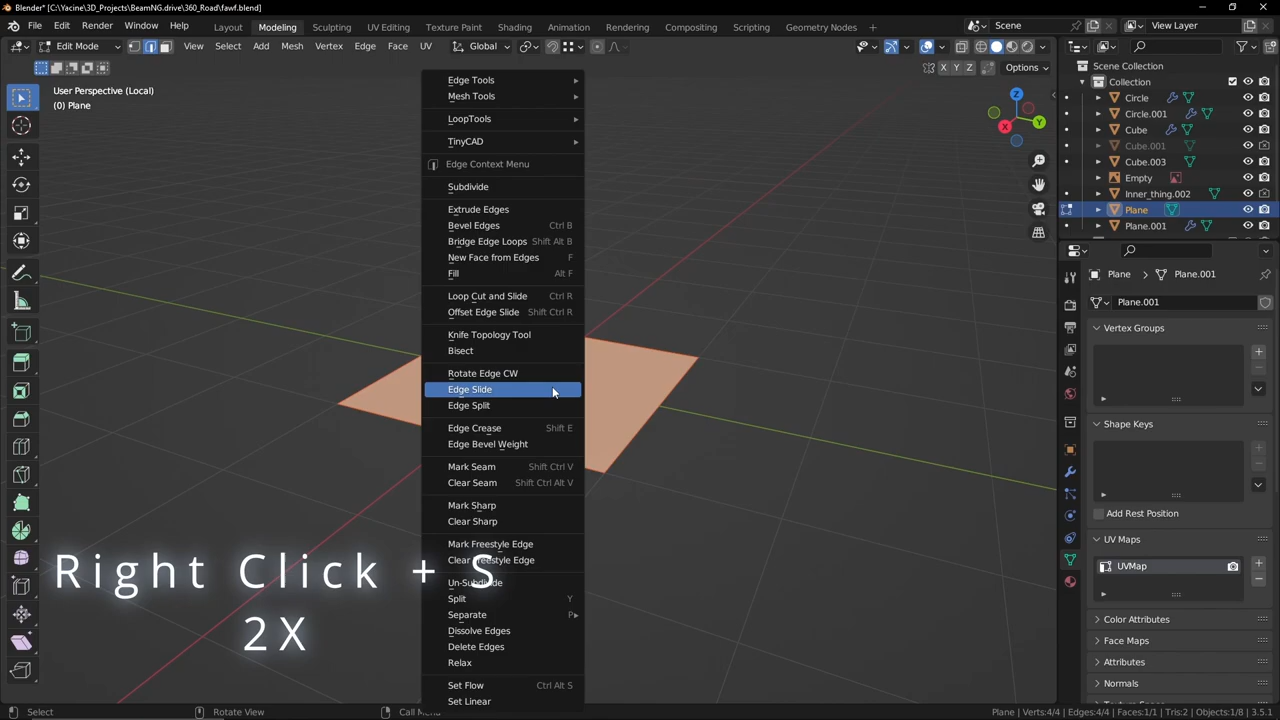 Blender* [C:\Yacine\3D_Projects\BeamNG.drive\360_Road\fawf.blend]
File Edit Render Window Help Layout Modeling Sculpting UV Editing Texture Paint Shading Animation Rendering Compositing Scripting Geometry Nodes Scene View Layer
Edit Mode View Select Add Mesh Vertex Edge Face UV Global
X Y Z Options
User Perspective (Local)
(0) Plane
Z
Y
X
Edge Tools
Mesh Tools
LoopTools
TinyCAD
Edge Context Menu
Subdivide
Extrude Edges
Bevel Edges Ctrl B
Bridge Edge Loops Shift Alt B
New Face from Edges F
Fill Alt F
Loop Cut and Slide Ctrl R
Offset Edge Slide Shift Ctrl R
Knife Topology Tool
Bisect
Rotate Edge CW
Edge Slide
Edge Split
Edge Crease Shift E
Edge Bevel Weight
Mark Seam Shift Ctrl V
Clear Seam Shift Ctrl Alt V
Mark Sharp
Clear Sharp
Mark Freestyle Edge
Clear Freestyle Edge
Un-Subdivide
Split Y
Separate P
Dissolve Edges
Delete Edges
Relax
Set Flow Ctrl Alt S
Set Linear
Right Click + S
2X
Scene Collection
Collection
Circle
Circle.001
Cube
Cube.001
Cube.003
Empty
Inner_thing.002
Plane
Plane.001
Plane Plane.001
Plane.001
Vertex Groups
Shape Keys
Add Rest Position
UV Maps
UVMap
Color Attributes
Face Maps
Attributes
Normals
Select Rotate View Call Menu Plane | Verts:4/4 | Edges:4/4 | Faces:1/1 | Tris:2 | Objects:1/8 | 3.5.1